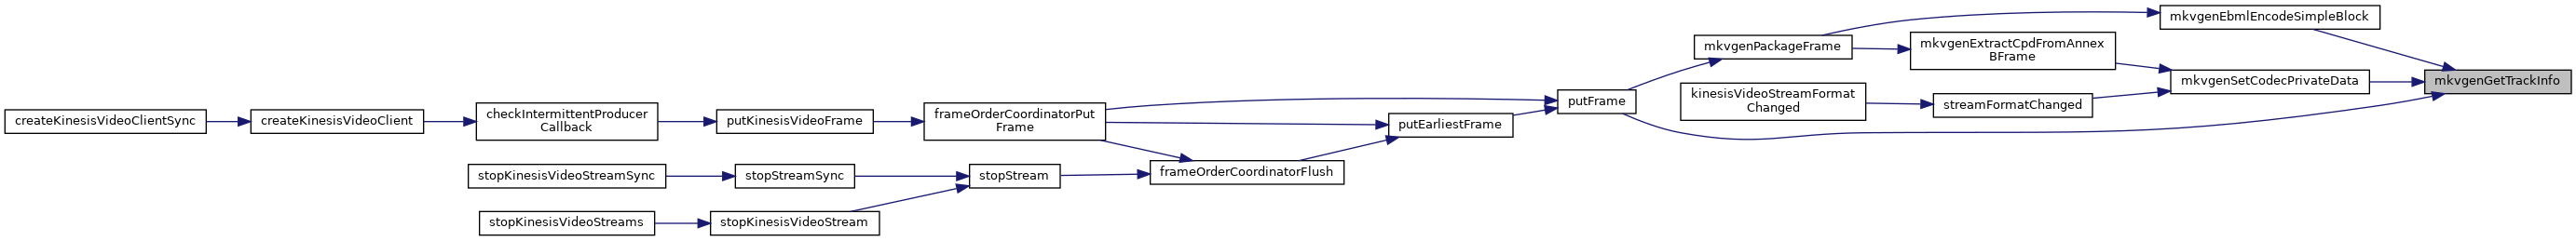 mkvgenEbmlEncodeSimpleBlock
mkvgenPackageFrame
mkvgenExtractCpdFromAnnex
BFrame
mkvgenSetCodecPrivateData
mkvgenGetTrackInfo
kinesisVideoStreamFormat
Changed
streamFormatChanged
putFrame
createKinesisVideoClientSync
createKinesisVideoClient
checkIntermittentProducer
Callback
putKinesisVideoFrame
frameOrderCoordinatorPut
Frame
putEarliestFrame
stopKinesisVideoStreamSync
stopStreamSync
stopStream
frameOrderCoordinatorFlush
stopKinesisVideoStreams
stopKinesisVideoStream